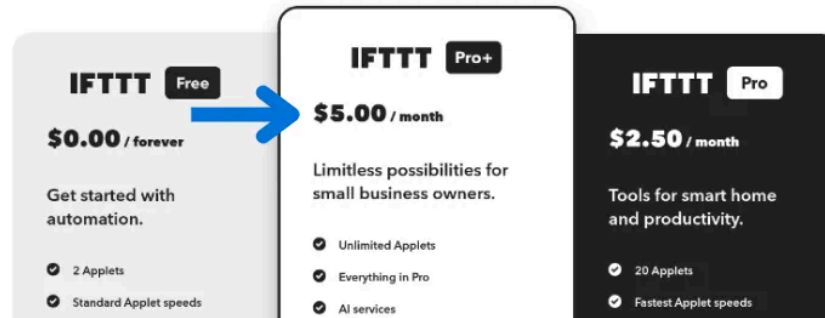 IFTTT Free
$0.00 / forever
Get started with
automation.
2 Applets
Standard Applet speeds
IFTTT Pro+
$5.00 / month
Limitless possibilities for
small business owners.
Unlimited Applets
Everything in Pro
AI services
IFTTT Pro
$2.50 / month
Tools for smart home
and productivity.
20 Applets
Fastest Applet speeds